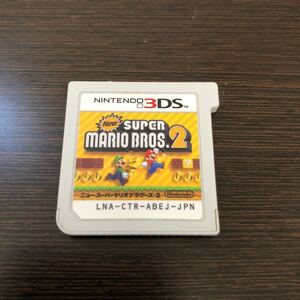 NINTENDO 3DS
New SUPER
MARIO BROS. 2
ニュー・スーパーマリオブラザーズ・2
Nintendo
LNA-CTR-ABEJ-JPN